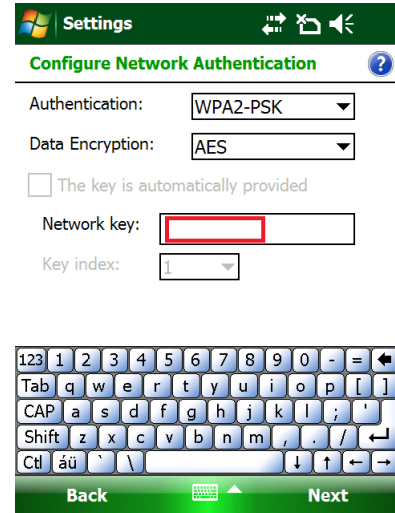 Settings
Configure Network Authentication ?
Authentication: WPA2-PSK
Data Encryption: AES
The key is automatically provided
Network key:
Key index: 1
123 1 2 3 4 5 6 7 8 9 0 - =
Tab q w e r t y u i o p [ ]
CAP a s d f g h j k l ; '
Shift z x c v b n m , . /
Ctl áü ` \
Back Next